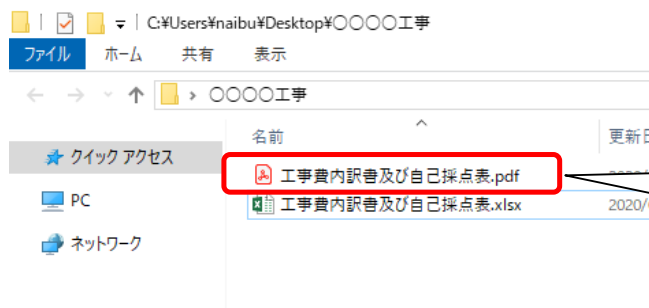 C:¥Users¥naibu¥Desktop¥〇〇〇〇工事
ファイル ホーム 共有 表示
〇〇〇〇工事
名前 更新日
クイック アクセス
工事費内訳書及び自己採点表.pdf
PC
工事費内訳書及び自己採点表.xlsx 2020/
ネットワーク